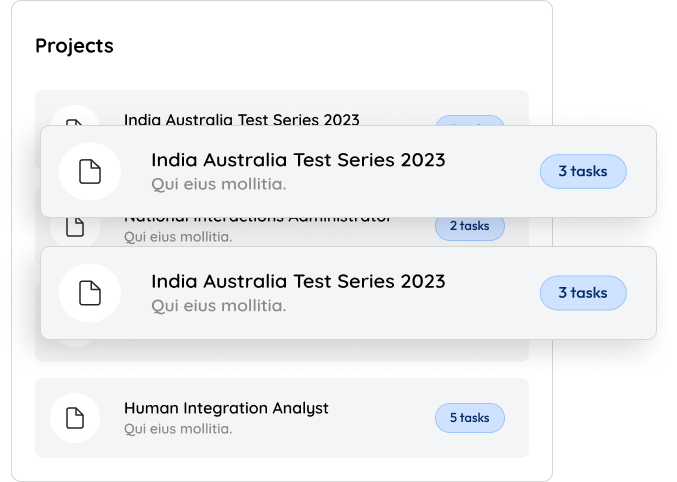 Projects
India Australia Test Series 2023
India Australia Test Series 2023
Qui eius mollitia.
3 tasks
National Interactions Administrator
Qui eius mollitia.
2 tasks
India Australia Test Series 2023
Qui eius mollitia.
3 tasks
Human Integration Analyst
Qui eius mollitia.
5 tasks